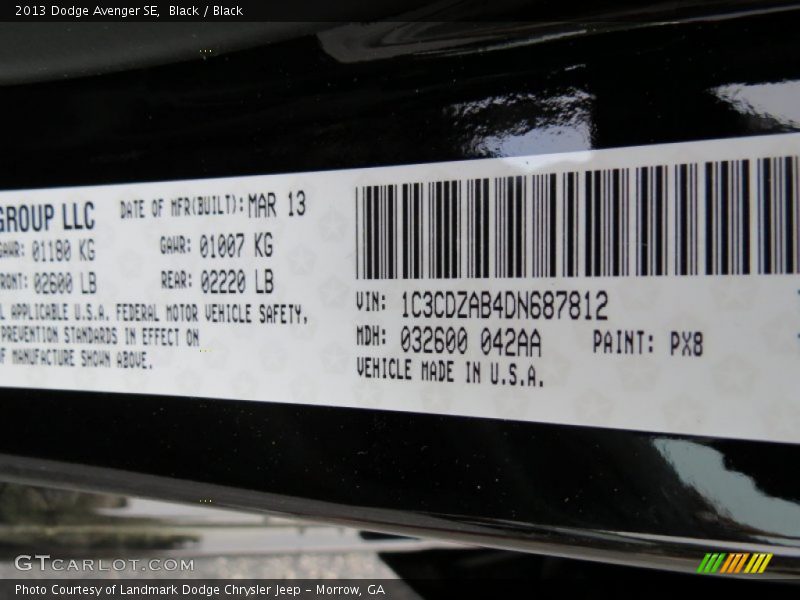 2013 Dodge Avenger SE,  Black / Black
GROUP LLC DATE OF MFR(BUILT): MAR 13
GAWR: 01180 KG GAWR: 01007 KG
FRONT: 02600 LB REAR: 02220 LB
APPLICABLE U.S.A. FEDERAL MOTOR VEHICLE SAFETY,
PREVENTION STANDARDS IN EFFECT ON
OF MANUFACTURE SHOWN ABOVE.
VIN: 1C3CDZAB4DN687812
MDH: 032600 042AA PAINT: PX8
VEHICLE MADE IN U.S.A.
GTCARLOT.COM
Photo Courtesy of Landmark Dodge Chrysler Jeep - Morrow, GA